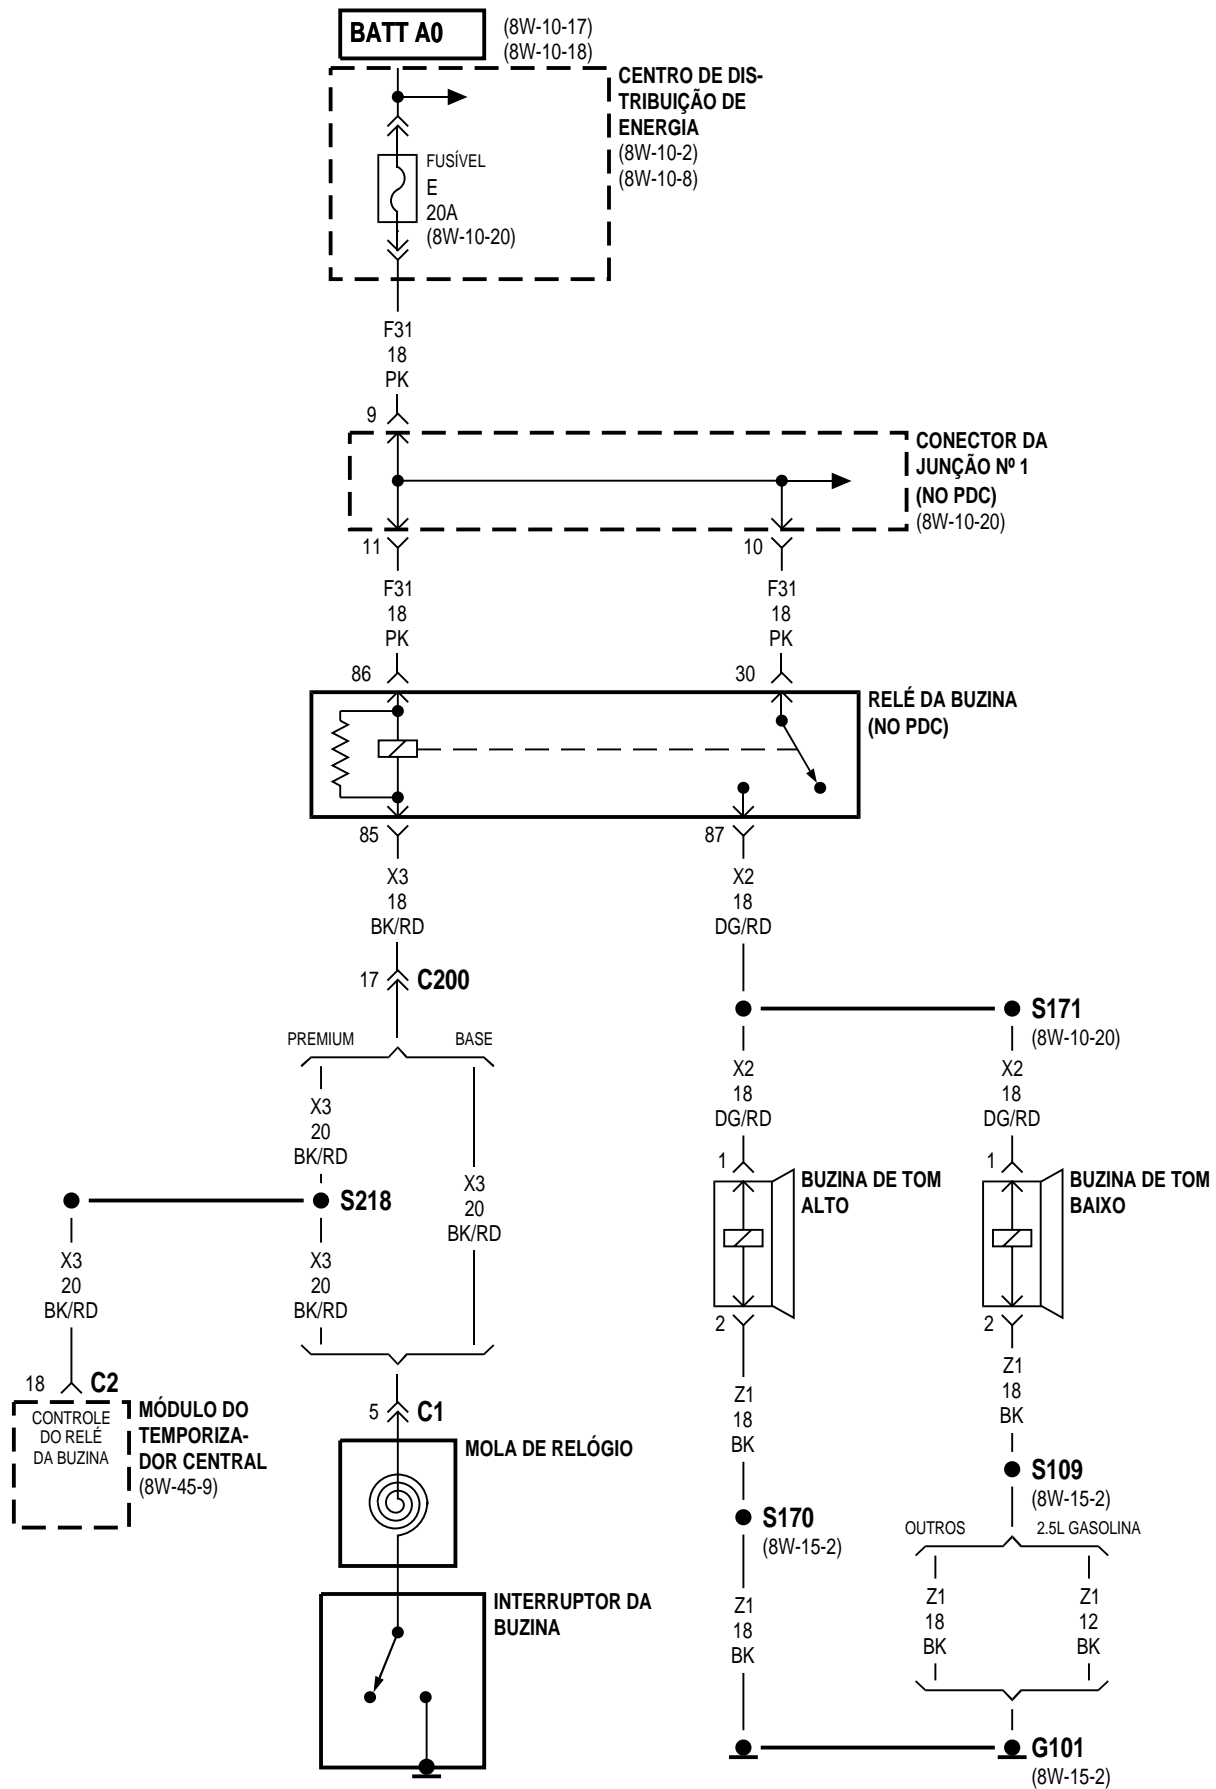 BATT A0
(8W-10-17)
(8W-10-18)
CENTRO DE DIS-
TRIBUIÇÃO DE
ENERGIA
(8W-10-2)
(8W-10-8)
FUSÍVEL
E
20A
(8W-10-20)
F31
18
PK
9
CONECTOR DA
JUNÇÃO Nº 1
(NO PDC)
(8W-10-20)
11
10
F31
18
PK
F31
18
PK
86
30
RELÉ DA BUZINA
(NO PDC)
85
87
X3
18
BK/RD
X2
18
DG/RD
17
C200
S171
(8W-10-20)
PREMIUM
BASE
X3
20
BK/RD
X2
18
DG/RD
X2
18
DG/RD
1
BUZINA DE TOM
ALTO
1
BUZINA DE TOM
BAIXO
S218
X3
20
BK/RD
X3
20
BK/RD
X3
20
BK/RD
2
2
18
C2
CONTROLE
DO RELÉ
DA BUZINA
MÓDULO DO
TEMPORIZA-
DOR CENTRAL
(8W-45-9)
5
C1
MOLA DE RELÓGIO
Z1
18
BK
Z1
18
BK
S109
(8W-15-2)
S170
(8W-15-2)
OUTROS
2.5L GASOLINA
INTERRUPTOR DA
BUZINA
Z1
18
BK
Z1
18
BK
Z1
12
BK
G101
(8W-15-2)